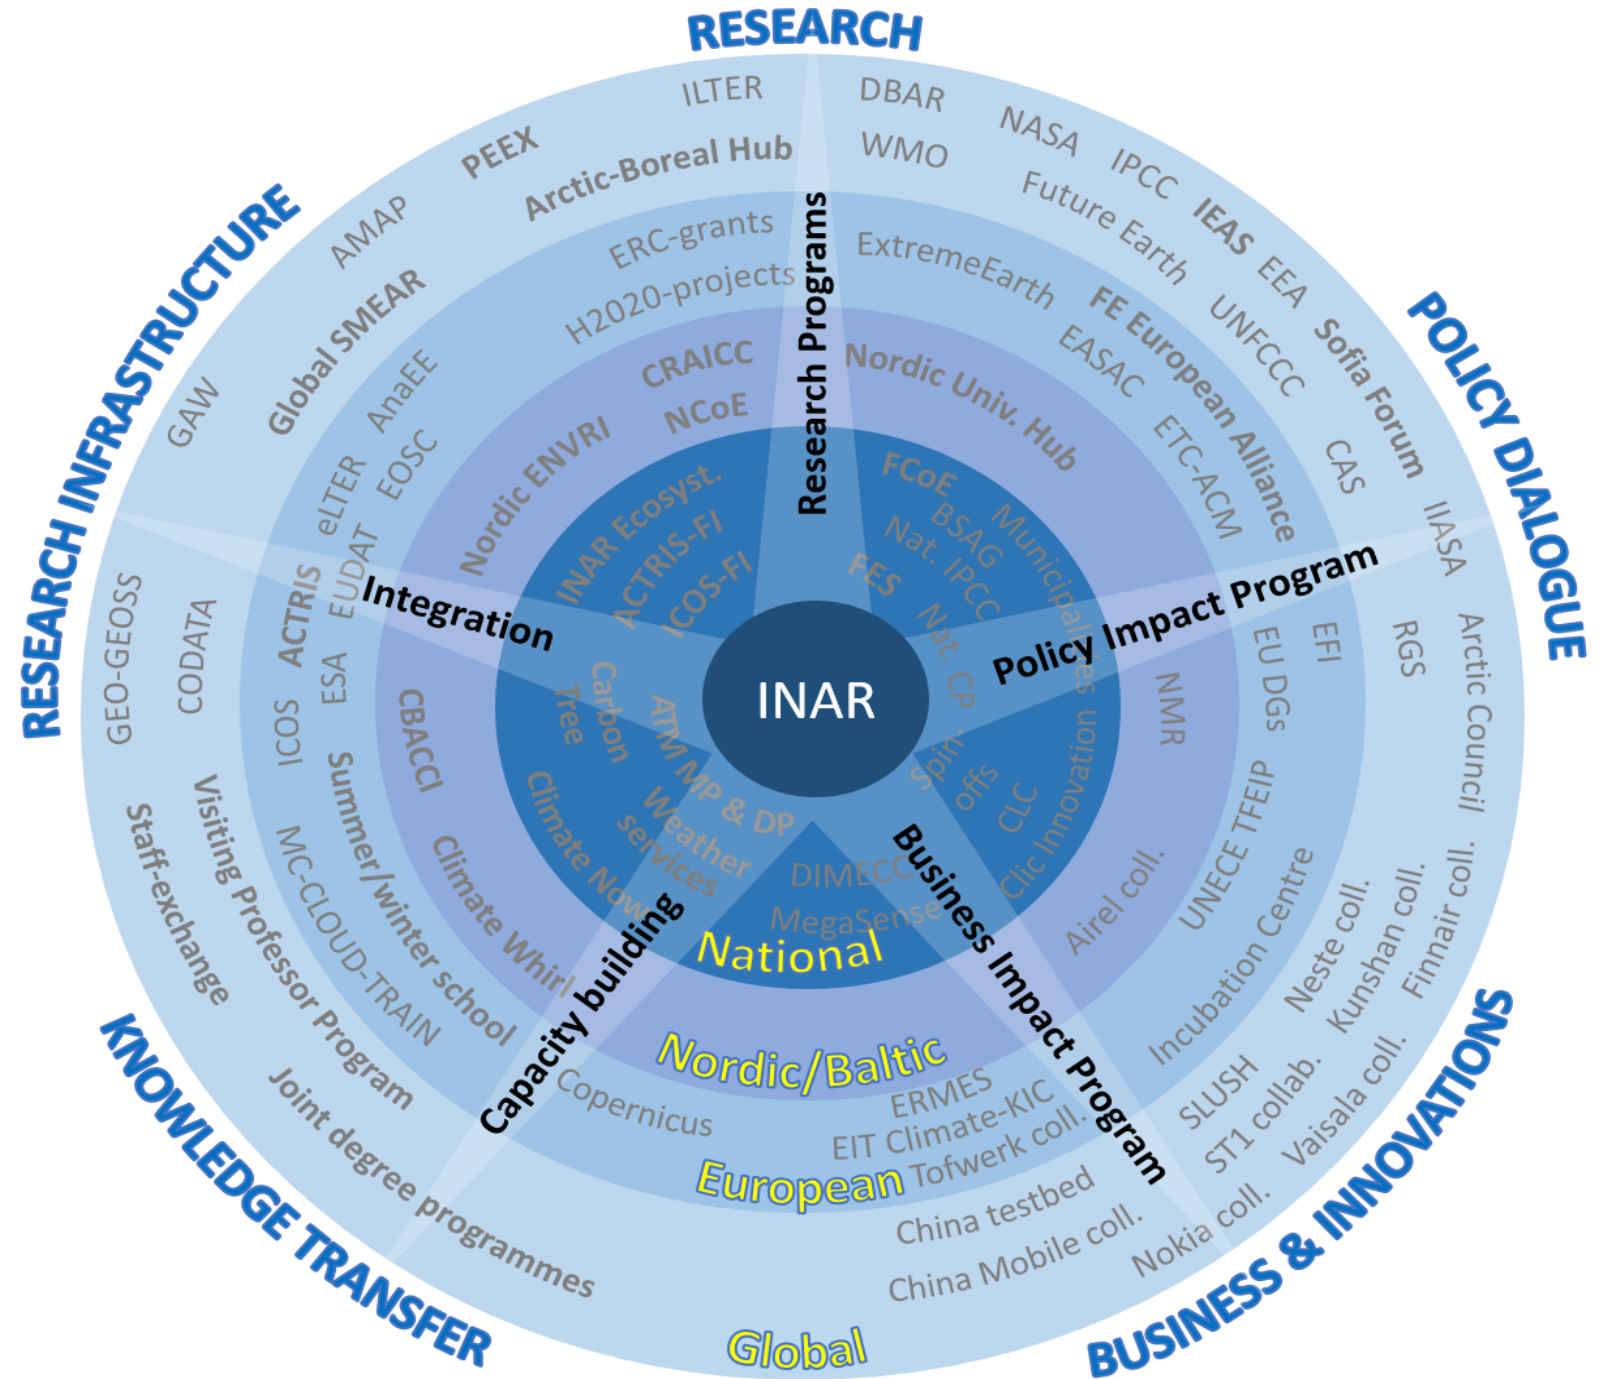 RESEARCH
ILTER
DBAR
NASA
PEEX
Arctic-Boreal Hub
WMO
IPCC
IEAS
EEA
AMAP
Future Earth
UNFCCC
Sofia Forum
CAS
IIASA
GAW
Global SMEAR
ERC-grants
H2020-projects
ExtremeEarth
FE European Alliance
EASAC
ETC-ACM
AnaEE
EOSC
eLTER
EUDAT
CRAICC
NCoE
Nordic ENVRI
Nordic Univ. Hub
Research Programs
INAR Ecosyst.
ACTRIS-FI
ICOS-FI
FCoE
BSAG
Municipalities
Nat. IPCC
FES
Nat. CP
RESEARCH INFRASTRUCTURE
POLICY DIALOGUE
Integration
Policy Impact Program
INAR
GEO-GEOSS
CODATA
ACTRIS
ESA
ICOS
CBACCI
Carbon
Tree
ATM MP & DP
Weather
services
Climate Now
Spin-
offs
CLC
Clic Innovation
NMR
EU DGs
EFI
RGS
Arctic Council
UNECE TFEIP
Airel coll.
Incubation Centre
Neste coll.
Kunshan coll.
Finnair coll.
Staff-exchange
Visiting Professor Program
MC-CLOUD-TRAIN
Summer/winter school
Climate Whirl
DIMECC
MegaSense
National
Capacity building
Business Impact Program
Nordic/Baltic
Copernicus
ERMES
EIT Climate-KIC
Tofwerk coll.
European
SLUSH
ST1 collab.
Vaisala coll.
Nokia coll.
China testbed
China Mobile coll.
Joint degree programmes
Global
KNOWLEDGE TRANSFER
BUSINESS & INNOVATIONS